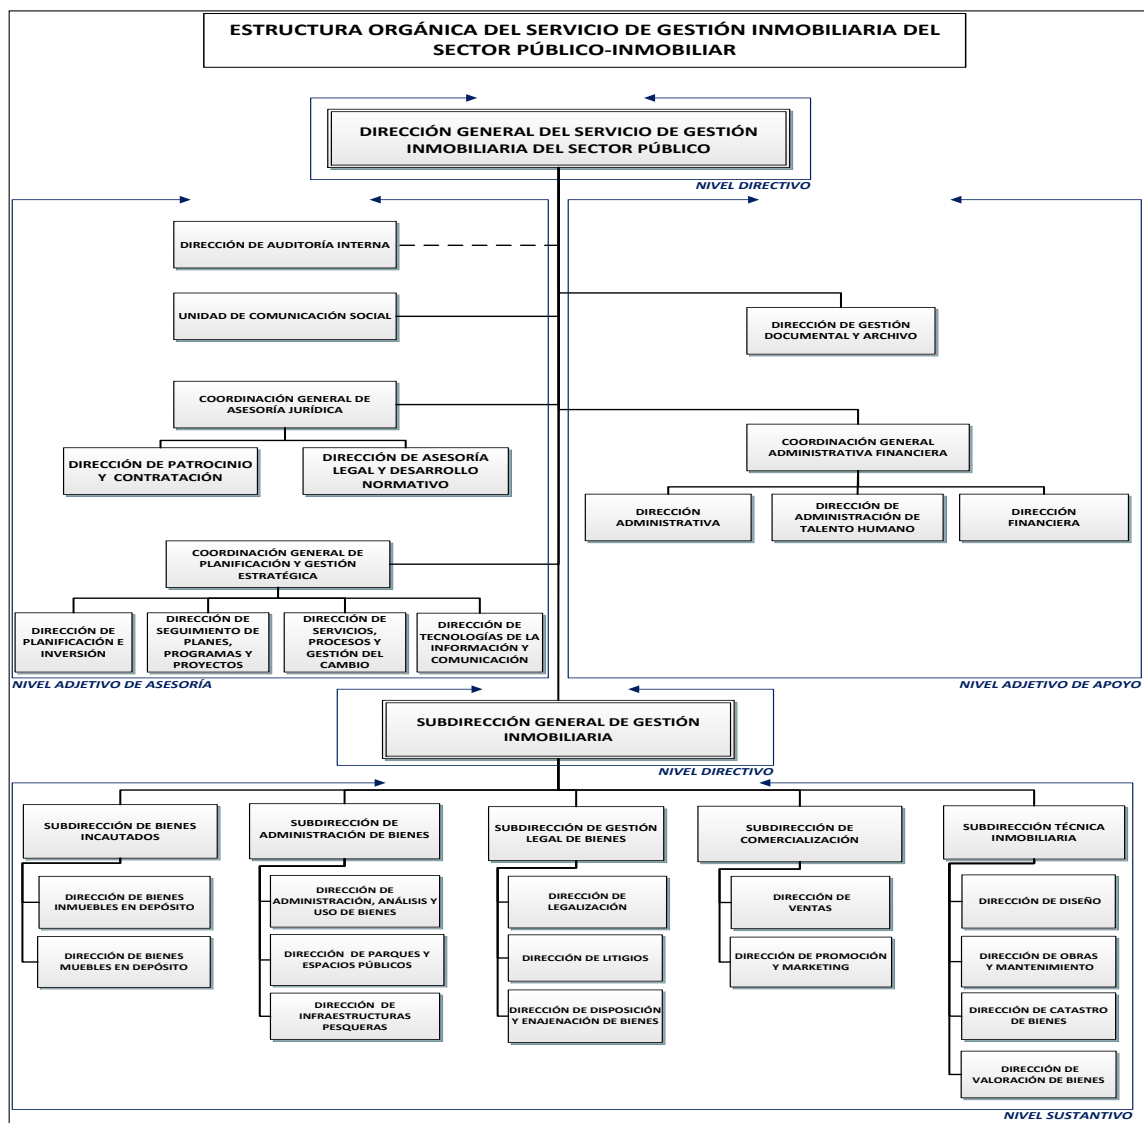 ESTRUCTURA ORGÁNICA DEL SERVICIO DE GESTIÓN INMOBILIARIA DEL
SECTOR PÚBLICO-INMOBILIAR
DIRECCIÓN GENERAL DEL SERVICIO DE GESTIÓN
INMOBILIARIA DEL SECTOR PÚBLICO
NIVEL DIRECTIVO
DIRECCIÓN DE AUDITORÍA INTERNA
UNIDAD DE COMUNICACIÓN SOCIAL
COORDINACIÓN GENERAL DE
ASESORÍA JURÍDICA
DIRECCIÓN DE PATROCINIO
Y CONTRATACIÓN
DIRECCIÓN DE ASESORÍA
LEGAL Y DESARROLLO
NORMATIVO
COORDINACIÓN GENERAL DE
PLANIFICACIÓN Y GESTIÓN
ESTRATÉGICA
DIRECCIÓN DE
PLANIFICACIÓN E
INVERSIÓN
DIRECCIÓN DE
SEGUIMIENTO DE
PLANES,
PROGRAMAS Y
PROYECTOS
DIRECCIÓN DE
SERVICIOS,
PROCESOS Y
GESTIÓN DEL
CAMBIO
DIRECCIÓN DE
TECNOLOGÍAS DE LA
INFORMACIÓN Y
COMUNICACIÓN
NIVEL ADJETIVO DE ASESORÍA
DIRECCIÓN DE GESTIÓN
DOCUMENTAL Y ARCHIVO
COORDINACIÓN GENERAL
ADMINISTRATIVA FINANCIERA
DIRECCIÓN
ADMINISTRATIVA
DIRECCIÓN DE
ADMINISTRACIÓN DE
TALENTO HUMANO
DIRECCIÓN
FINANCIERA
NIVEL ADJETIVO DE APOYO
SUBDIRECCIÓN GENERAL DE GESTIÓN
INMOBILIARIA
NIVEL DIRECTIVO
SUBDIRECCIÓN DE BIENES
INCAUTADOS
DIRECCIÓN DE BIENES
INMUEBLES EN DEPÓSITO
DIRECCIÓN DE BIENES
MUEBLES EN DEPÓSITO
SUBDIRECCIÓN DE
ADMINISTRACIÓN DE BIENES
DIRECCIÓN DE
ADMINISTRACIÓN, ANÁLISIS Y
USO DE BIENES
DIRECCIÓN DE PARQUES Y
ESPACIOS PÚBLICOS
DIRECCIÓN DE
INFRAESTRUCTURAS
PESQUERAS
SUBDIRECCIÓN DE GESTIÓN
LEGAL DE BIENES
DIRECCIÓN DE
LEGALIZACIÓN
DIRECCIÓN DE LITIGIOS
DIRECCIÓN DE DISPOSICIÓN
Y ENAJENACIÓN DE BIENES
SUBDIRECCIÓN DE
COMERCIALIZACIÓN
DIRECCIÓN DE
VENTAS
DIRECCIÓN DE PROMOCIÓN
Y MARKETING
SUBDIRECCIÓN TÉCNICA
INMOBILIARIA
DIRECCIÓN DE DISEÑO
DIRECCIÓN DE OBRAS
Y MANTENIMIENTO
DIRECCIÓN DE CATASTRO
DE BIENES
DIRECCIÓN DE
VALORACIÓN DE BIENES
NIVEL SUSTANTIVO